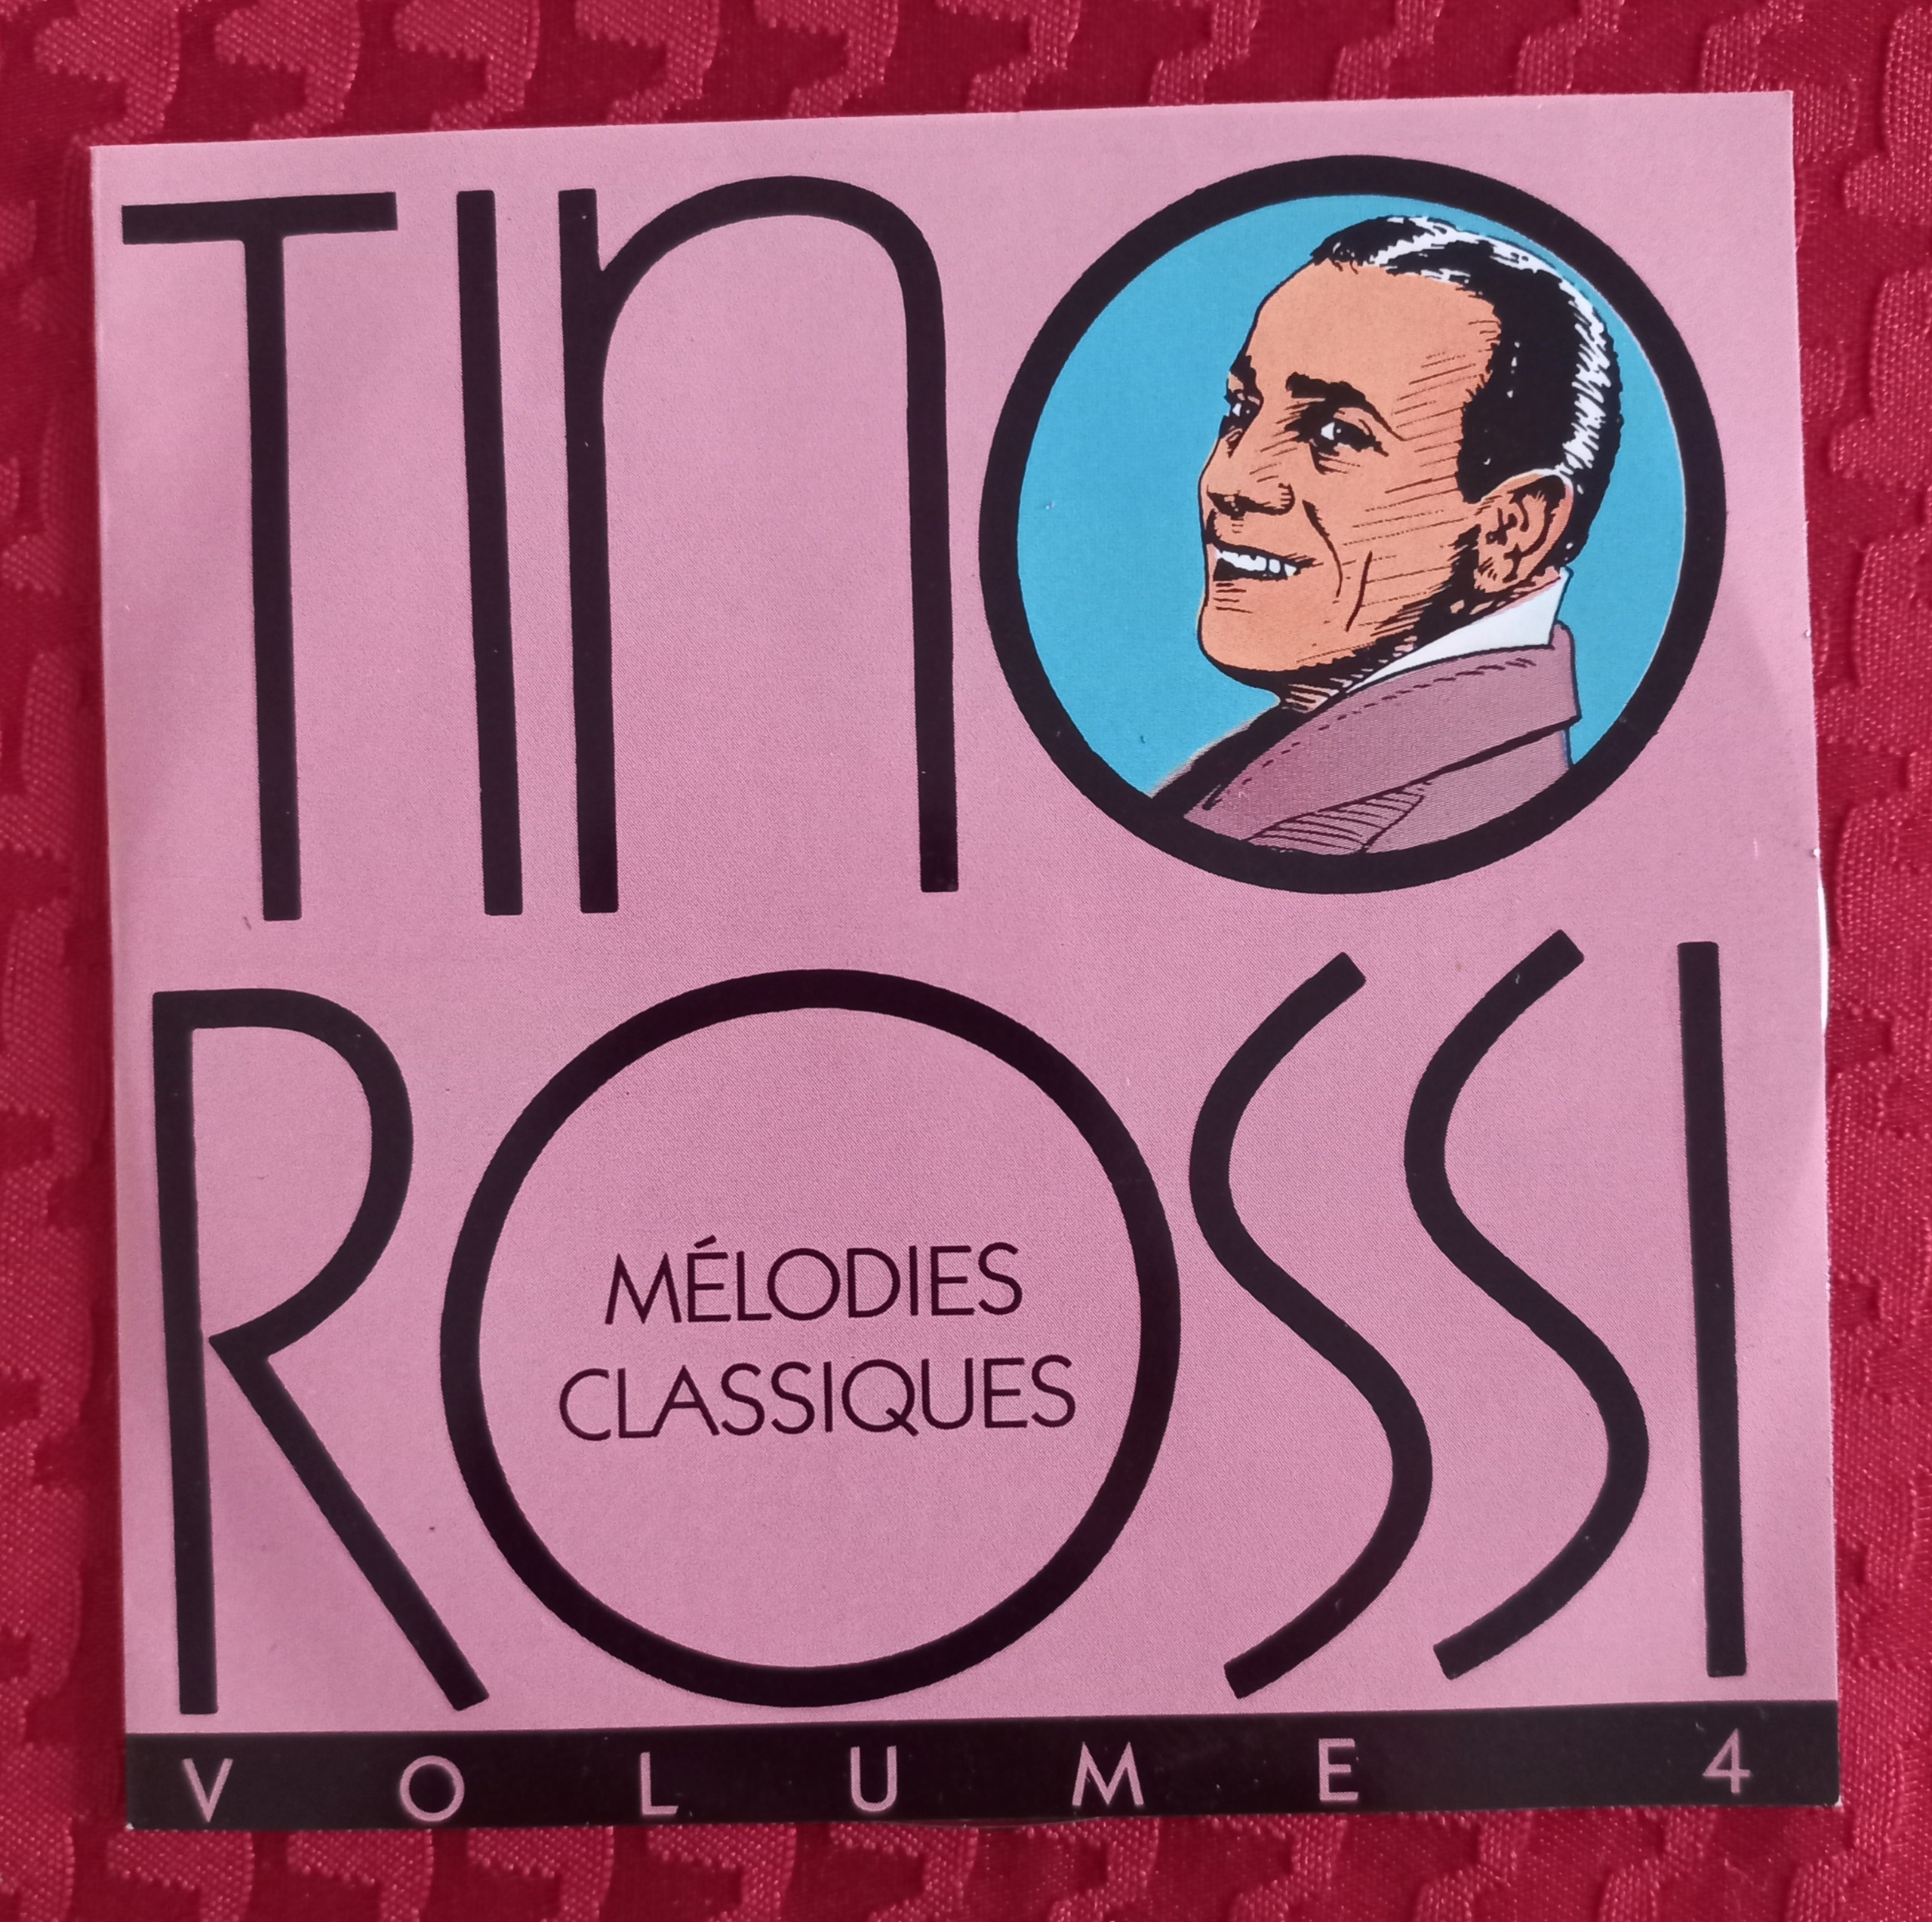 TINO
ROSSI
MÉLODIES
CLASSIQUES
VOLUME 4